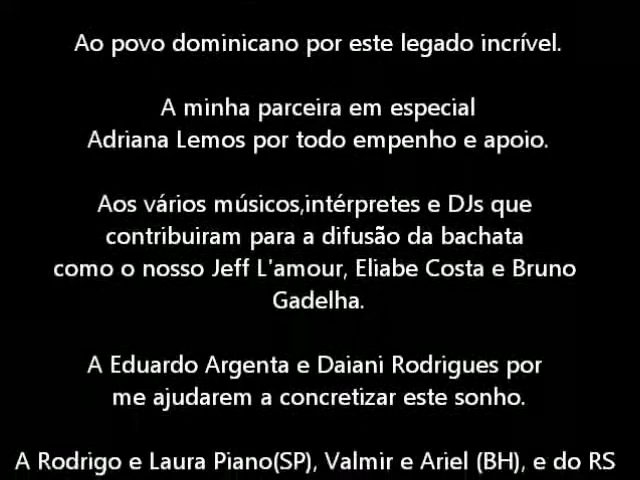 Ao povo dominicano por este legado incrível.
A minha parceira em especial
Adriana Lemos por todo empenho e apoio.
Aos vários músicos,intérpretes e DJs que
contribuiram para a difusão da bachata
como o nosso Jeff L'amour, Eliabe Costa e Bruno
Gadelha.
A Eduardo Argenta e Daiani Rodrigues por
me ajudarem a concretizar este sonho.
A Rodrigo e Laura Piano(SP), Valmir e Ariel (BH), e do RS